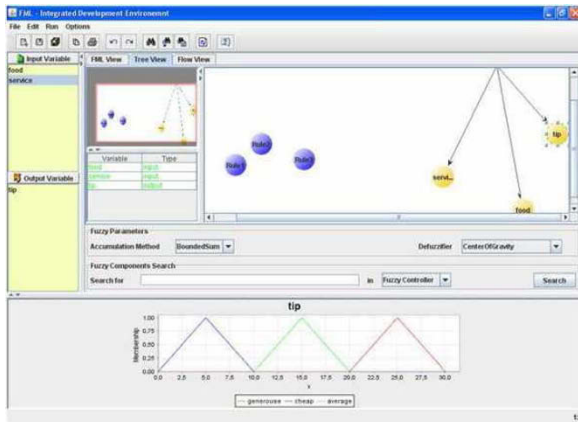 FML - Integrated Development Environemnt
File Edit Run Options
Input Variable
food
service
Output Variable
tip
FML View Tree View Flow View
Variable Type
food input
service input
tip output
Rule1
Rule2
Rule3
servi...
food
tip
Fuzzy Parameters
Accumulation Method BoundedSum Defuzzifier CenterOfGravity
Fuzzy Components Search
Search for in Fuzzy Controller Search
tip
Membership
1.00
0.75
0.50
0.25
0.00
0.0 2.5 5.0 7.5 10.0 12.5 15.0 17.5 20.0 22.5 25.0 27.5 30.0
x
generouse cheap average